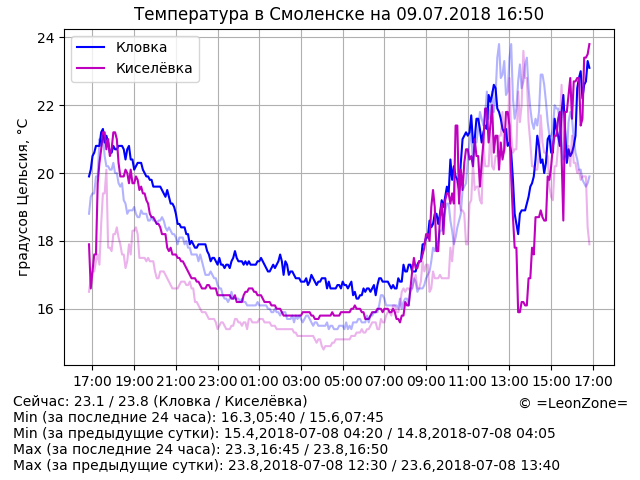 Температура в Смоленске на 09.07.2018 16:50
градусов Цельсия, °C
Кловка
Киселёвка
24
22
20
18
16
17:00 19:00 21:00 23:00 01:00 03:00 05:00 07:00 09:00 11:00 13:00 15:00 17:00
Сейчас: 23.1 / 23.8 (Кловка / Киселёвка)
© =LeonZone=
Min (за последние 24 часа): 16.3,05:40 / 15.6,07:45
Min (за предыдущие сутки): 15.4,2018-07-08 04:20 / 14.8,2018-07-08 04:05
Max (за последние 24 часа): 23.3,16:45 / 23.8,16:50
Max (за предыдущие сутки): 23.8,2018-07-08 12:30 / 23.6,2018-07-08 13:40